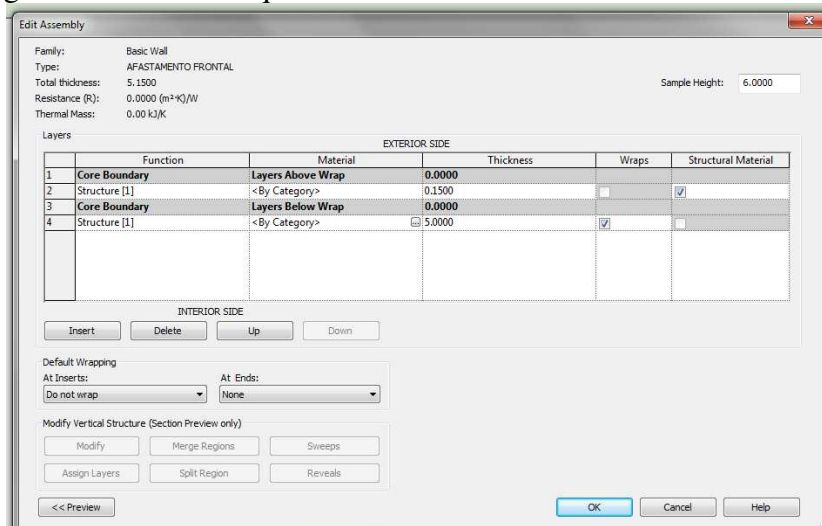 Edit Assembly
Family: Basic Wall
Type: AFASTAMENTO FRONTAL
Total thickness: 5.1500 Sample Height: 6.0000
Resistance (R): 0.0000 (m²·K)/W
Thermal Mass: 0.00 kJ/K
Layers
EXTERIOR SIDE
Function Material Thickness Wraps Structural Material
1 Core Boundary Layers Above Wrap 0.0000
2 Structure [1] <By Category> 0.1500
3 Core Boundary Layers Below Wrap 0.0000
4 Structure [1] <By Category> ... 5.0000
INTERIOR SIDE
Insert Delete Up Down
Default Wrapping
At Inserts: At Ends:
Do not wrap None
Modify Vertical Structure (Section Preview only)
Modify Merge Regions Sweeps
Assign Layers Split Region Reveals
<< Preview OK Cancel Help